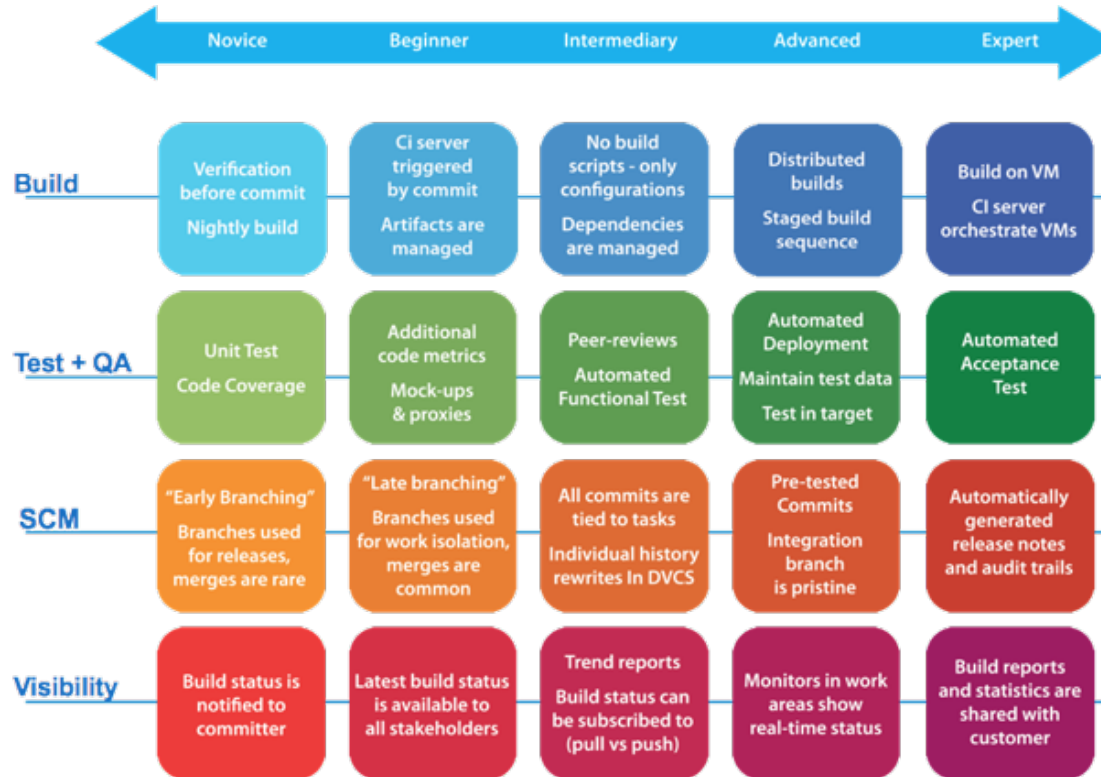 Novice
Beginner
Intermediary
Advanced
Expert
Build
Verification
before commit
Nightly build
Ci server
triggered
by commit
Artifacts are
managed
No build
scripts - only
configurations
Dependencies
are managed
Distributed
builds
Staged build
sequence
Build on VM
CI server
orchestrate VMs
Test + QA
Unit Test
Code Coverage
Additional
code metrics
Mock-ups
& proxies
Peer-reviews
Automated
Functional Test
Automated
Deployment
Maintain test data
Test in target
Automated
Acceptance
Test
SCM
“Early Branching”
Branches used
for releases,
merges are rare
“Late branching”
Branches used
for work isolation,
merges are
common
All commits are
tied to tasks
Individual history
rewrites In DVCS
Pre-tested
Commits
Integration
branch
is pristine
Automatically
generated
release notes
and audit trails
Visibility
Build status is
notified to
committer
Latest build status
is available to
all stakeholders
Trend reports
Build status can
be subscribed to
(pull vs push)
Monitors in work
areas show
real-time status
Build reports
and statistics are
shared with
customer